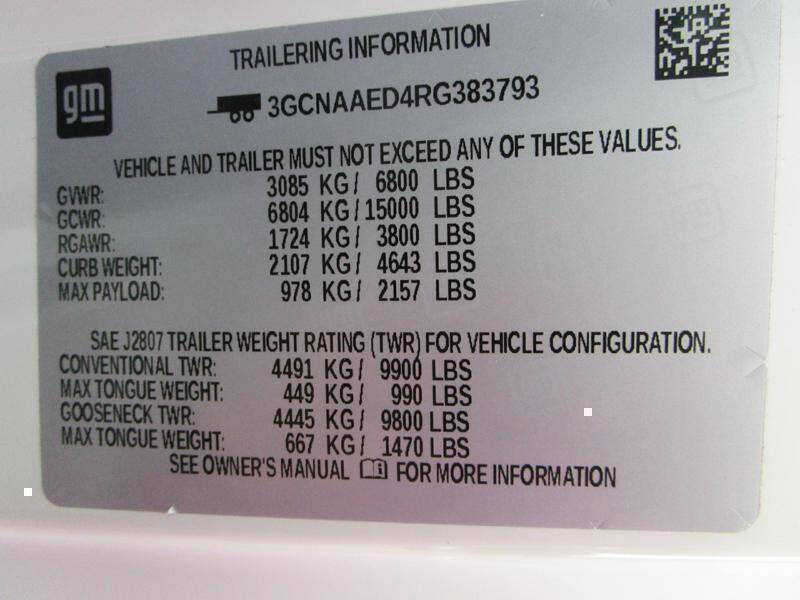 TRAILERING INFORMATION
gm
3GCNAAED4RG383793
VEHICLE AND TRAILER MUST NOT EXCEED ANY OF THESE VALUES.
GVWR: 3085 KG/ 6800 LBS
GCWR: 6804 KG/15000 LBS
RGAWR: 1724 KG/ 3800 LBS
CURB WEIGHT: 2107 KG/ 4643 LBS
MAX PAYLOAD: 978 KG/ 2157 LBS
SAE J2807 TRAILER WEIGHT RATING (TWR) FOR VEHICLE CONFIGURATION.
CONVENTIONAL TWR: 4491 KG/ 9900 LBS
MAX TONGUE WEIGHT: 449 KG/ 990 LBS
GOOSENECK TWR: 4445 KG/ 9800 LBS
MAX TONGUE WEIGHT: 667 KG/ 1470 LBS
SEE OWNER'S MANUAL FOR MORE INFORMATION